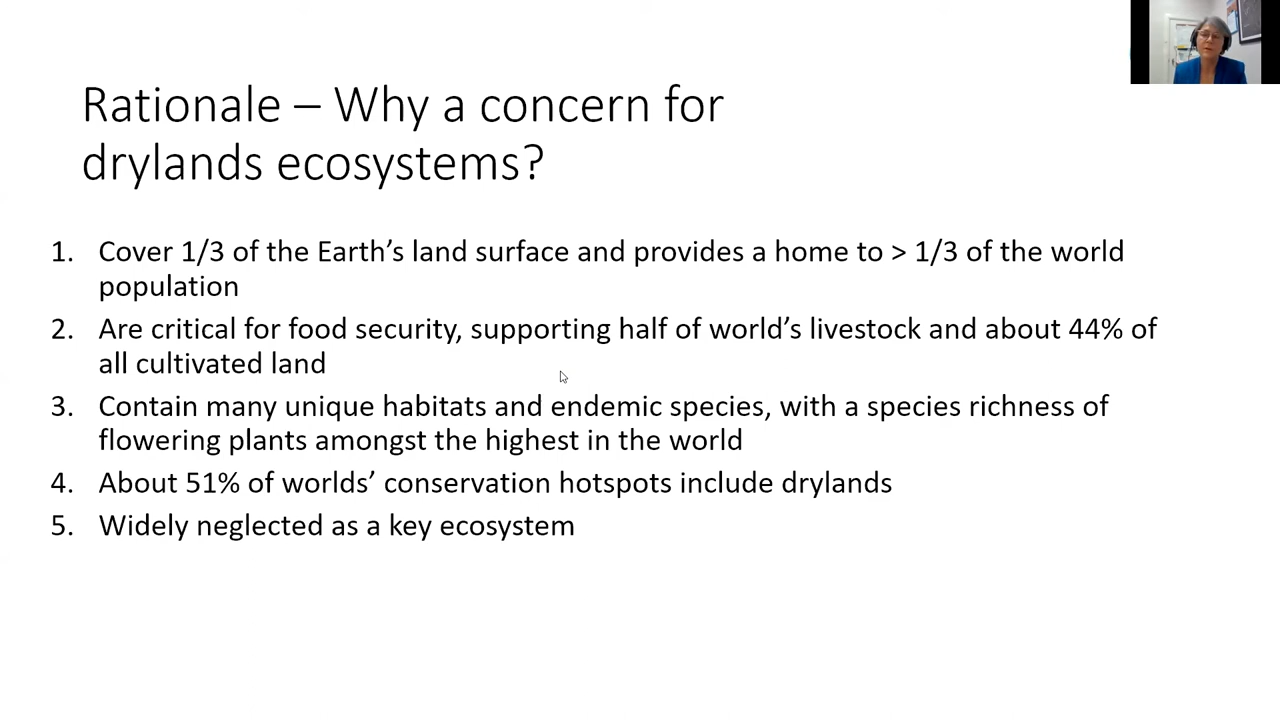 Rationale – Why a concern for
drylands ecosystems?
1. Cover 1/3 of the Earth’s land surface and provides a home to > 1/3 of the world
population
2. Are critical for food security, supporting half of world’s livestock and about 44% of
all cultivated land
3. Contain many unique habitats and endemic species, with a species richness of
flowering plants amongst the highest in the world
4. About 51% of worlds’ conservation hotspots include drylands
5. Widely neglected as a key ecosystem